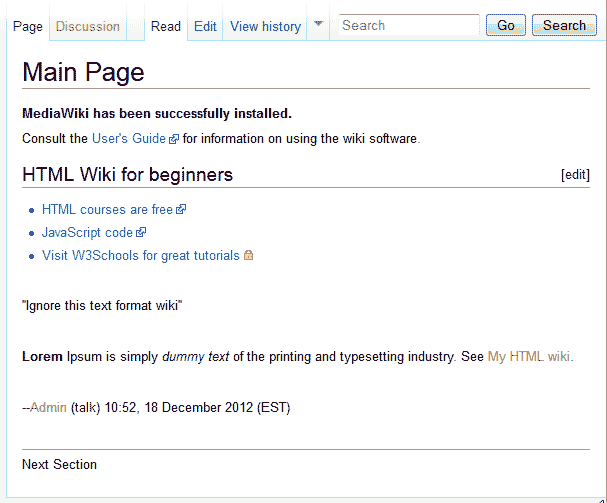 Page Discussion Read Edit View history Search Go Search
Main Page
MediaWiki has been successfully installed.
Consult the User's Guide for information on using the wiki software.
HTML Wiki for beginners [edit]
HTML courses are free
JavaScript code
Visit W3Schools for great tutorials
"Ignore this text format wiki"
Lorem Ipsum is simply dummy text of the printing and typesetting industry. See My HTML wiki.
--Admin (talk) 10:52, 18 December 2012 (EST)
Next Section